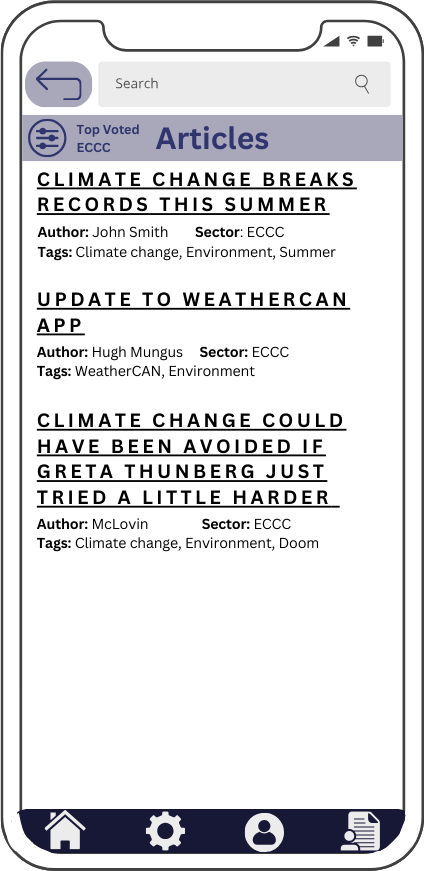 Search
Top Voted
ECCC
Articles
CLIMATE CHANGE BREAKS
RECORDS THIS SUMMER
Author: John Smith Sector: ECCC
Tags: Climate change, Environment, Summer
UPDATE TO WEATHERCAN
APP
Author: Hugh Mungus Sector: ECCC
Tags: WeatherCAN, Environment
CLIMATE CHANGE COULD
HAVE BEEN AVOIDED IF
GRETA THUNBERG JUST
TRIED A LITTLE HARDER
Author: McLovin Sector: ECCC
Tags: Climate change, Environment, Doom